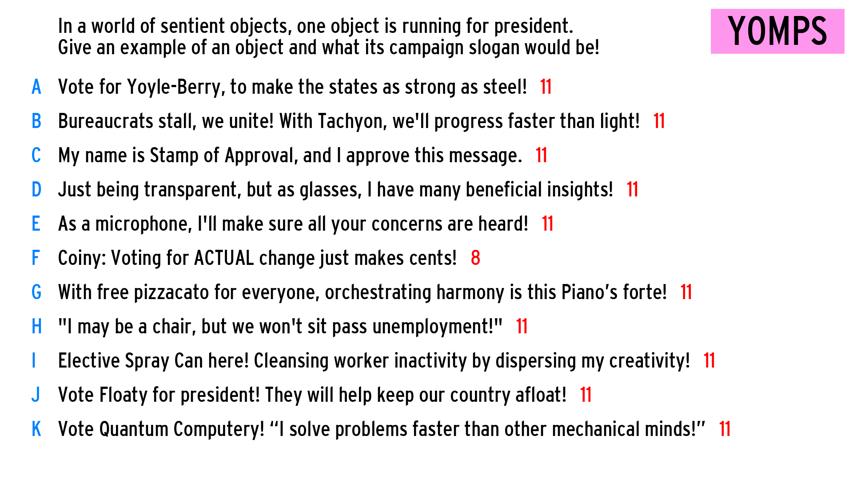 In a world of sentient objects, one object is running for president.
Give an example of an object and what its campaign slogan would be!
YOMPS
A Vote for Yoyle-Berry, to make the states as strong as steel! 11
B Bureaucrats stall, we unite! With Tachyon, we'll progress faster than light! 11
C My name is Stamp of Approval, and I approve this message. 11
D Just being transparent, but as glasses, I have many beneficial insights! 11
E As a microphone, I'll make sure all your concerns are heard! 11
F Coiny: Voting for ACTUAL change just makes cents! 8
G With free pizzacato for everyone, orchestrating harmony is this Piano’s forte! 11
H "I may be a chair, but we won't sit pass unemployment!" 11
I Elective Spray Can here! Cleansing worker inactivity by dispersing my creativity! 11
J Vote Floaty for president! They will help keep our country afloat! 11
K Vote Quantum Computery! “I solve problems faster than other mechanical minds!” 11